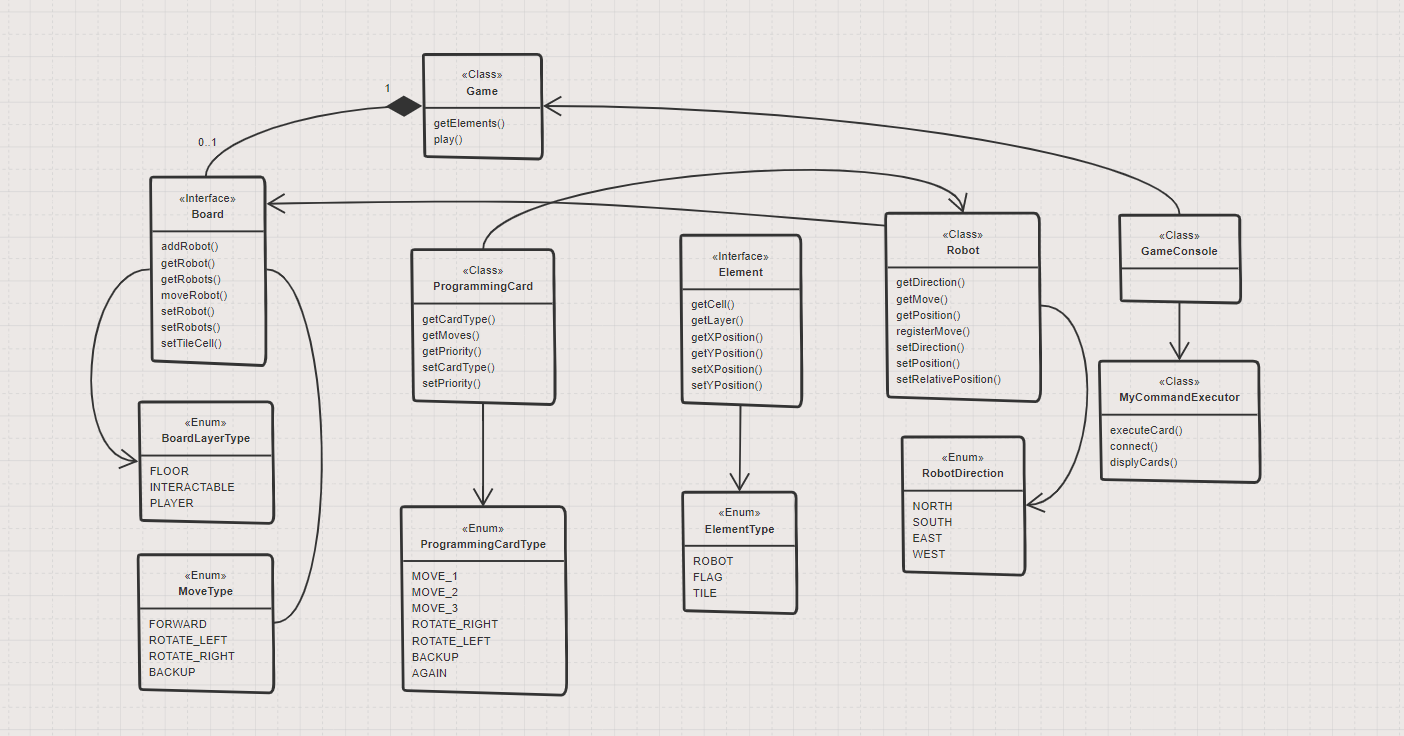 1
«Class»
Game
getElements()
play()
0..1
«Interface»
Board
addRobot()
getRobot()
getRobots()
moveRobot()
setRobot()
setRobots()
setTileCell()
«Class»
ProgrammingCard
getCardType()
getMoves()
getPriority()
setCardType()
setPriority()
«Interface»
Element
getCell()
getLayer()
getXPosition()
getYPosition()
setXPosition()
setYPosition()
«Class»
Robot
getDirection()
getMove()
getPosition()
registerMove()
setDirection()
setPosition()
setRelativePosition()
«Class»
GameConsole
«Class»
MyCommandExecutor
executeCard()
connect()
displyCards()
«Enum»
BoardLayerType
FLOOR
INTERACTABLE
PLAYER
«Enum»
MoveType
FORWARD
ROTATE_LEFT
ROTATE_RIGHT
BACKUP
«Enum»
ProgrammingCardType
MOVE_1
MOVE_2
MOVE_3
ROTATE_RIGHT
ROTATE_LEFT
BACKUP
AGAIN
«Enum»
ElementType
ROBOT
FLAG
TILE
«Enum»
RobotDirection
NORTH
SOUTH
EAST
WEST